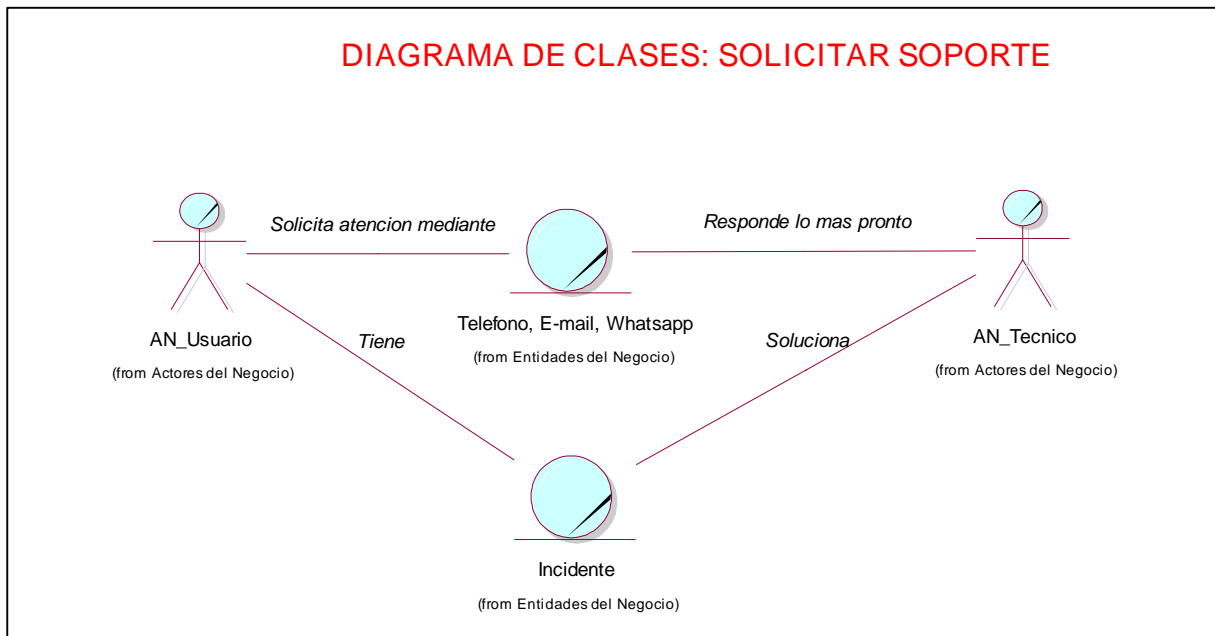 DIAGRAMA DE CLASES: SOLICITAR SOPORTE
Solicita atencion mediante
Responde lo mas pronto
Telefono, E-mail, Whatsapp
(from Entidades del Negocio)
AN_Usuario
(from Actores del Negocio)
Tiene
Soluciona
AN_Tecnico
(from Actores del Negocio)
Incidente
(from Entidades del Negocio)